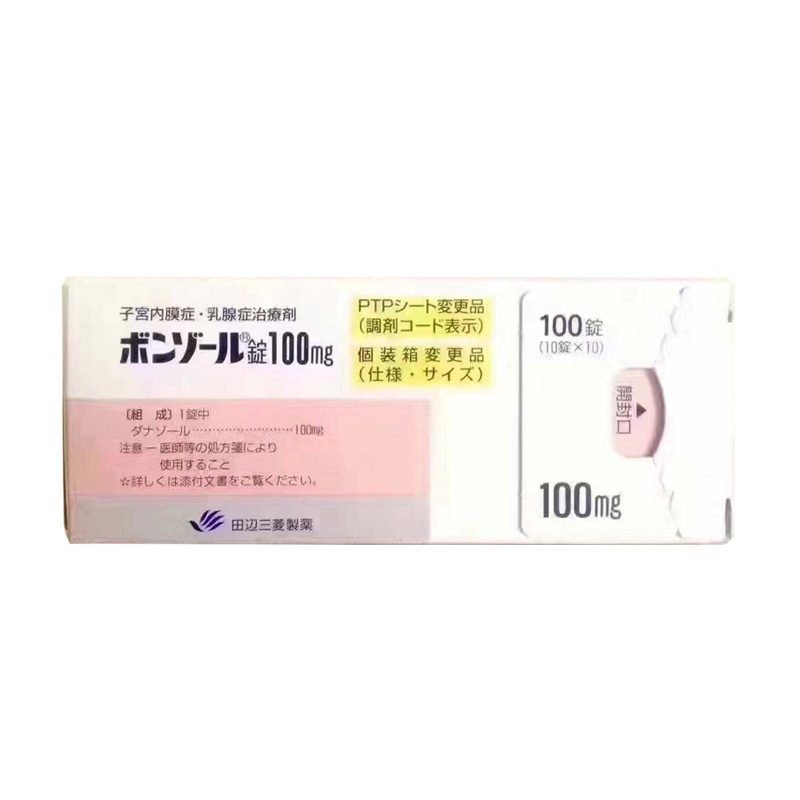 子宮内膜症・乳腺症治療剤
ボンゾール®錠100mg
〔組 成〕1錠中
ダナゾール……………………100mg
注意－医師等の処方箋により
使用すること
☆詳しくは添付文書をご覧ください。
田辺三菱製薬
PTPシート変更品
(調剤コード表示)
個装箱変更品
(仕様・サイズ)
100錠
(10錠×10)
開封口
100mg